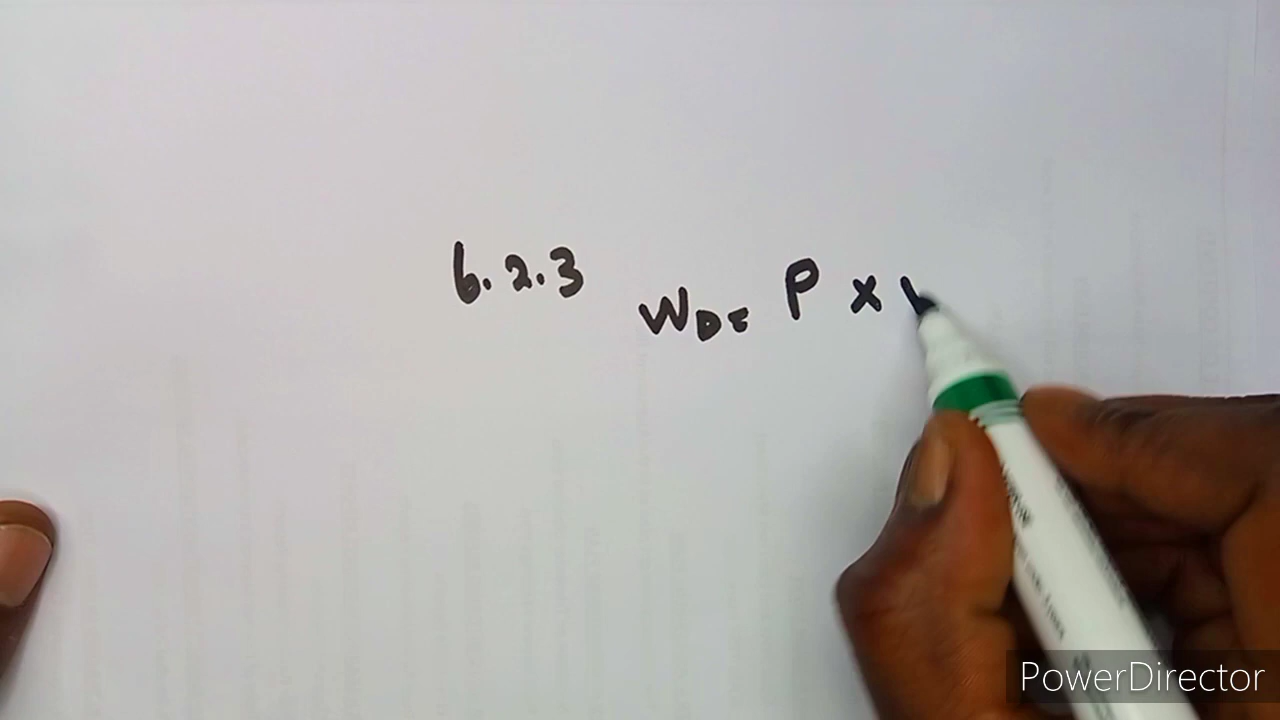 6.2.3 WD = P x
PowerDirector